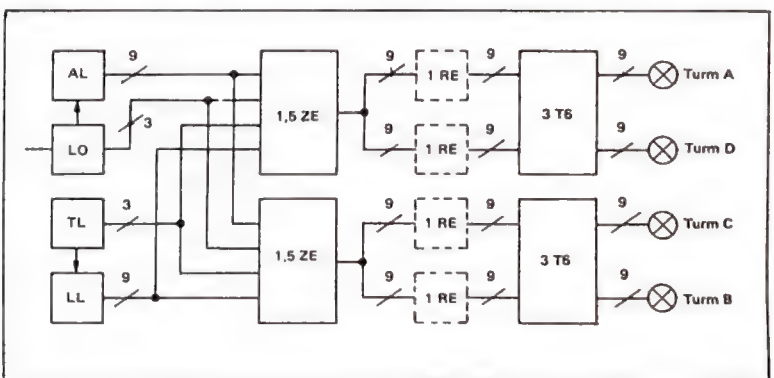 AL 9
LO 3
TL 3
LL 9
1,5 ZE
9 1 RE 9
9 1 RE 9
3 T6
9 Turm A
9 Turm D
1,5 ZE
9 1 RE 9
9 1 RE 9
3 T6
9 Turm C
9 Turm B